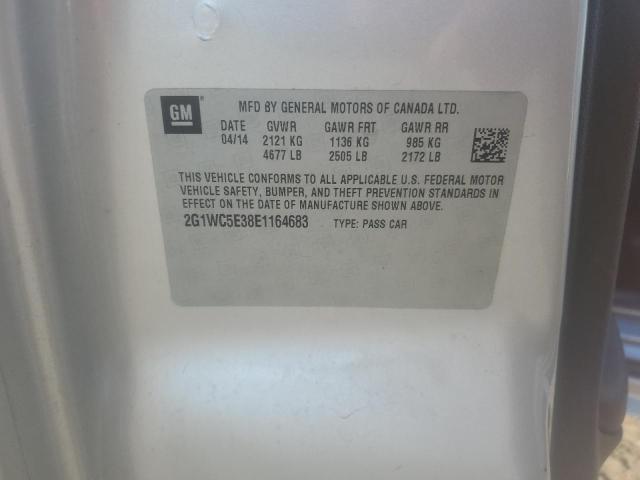 GM MFD BY GENERAL MOTORS OF CANADA LTD.
DATE GVWR GAWR FRT GAWR RR
04/14 2121 KG 1136 KG 985 KG
4677 LB 2505 LB 2172 LB
THIS VEHICLE CONFORMS TO ALL APPLICABLE U.S. FEDERAL MOTOR
VEHICLE SAFETY, BUMPER, AND THEFT PREVENTION STANDARDS IN
EFFECT ON THE DATE OF MANUFACTURE SHOWN ABOVE.
2G1WC5E38E1164683 TYPE: PASS CAR